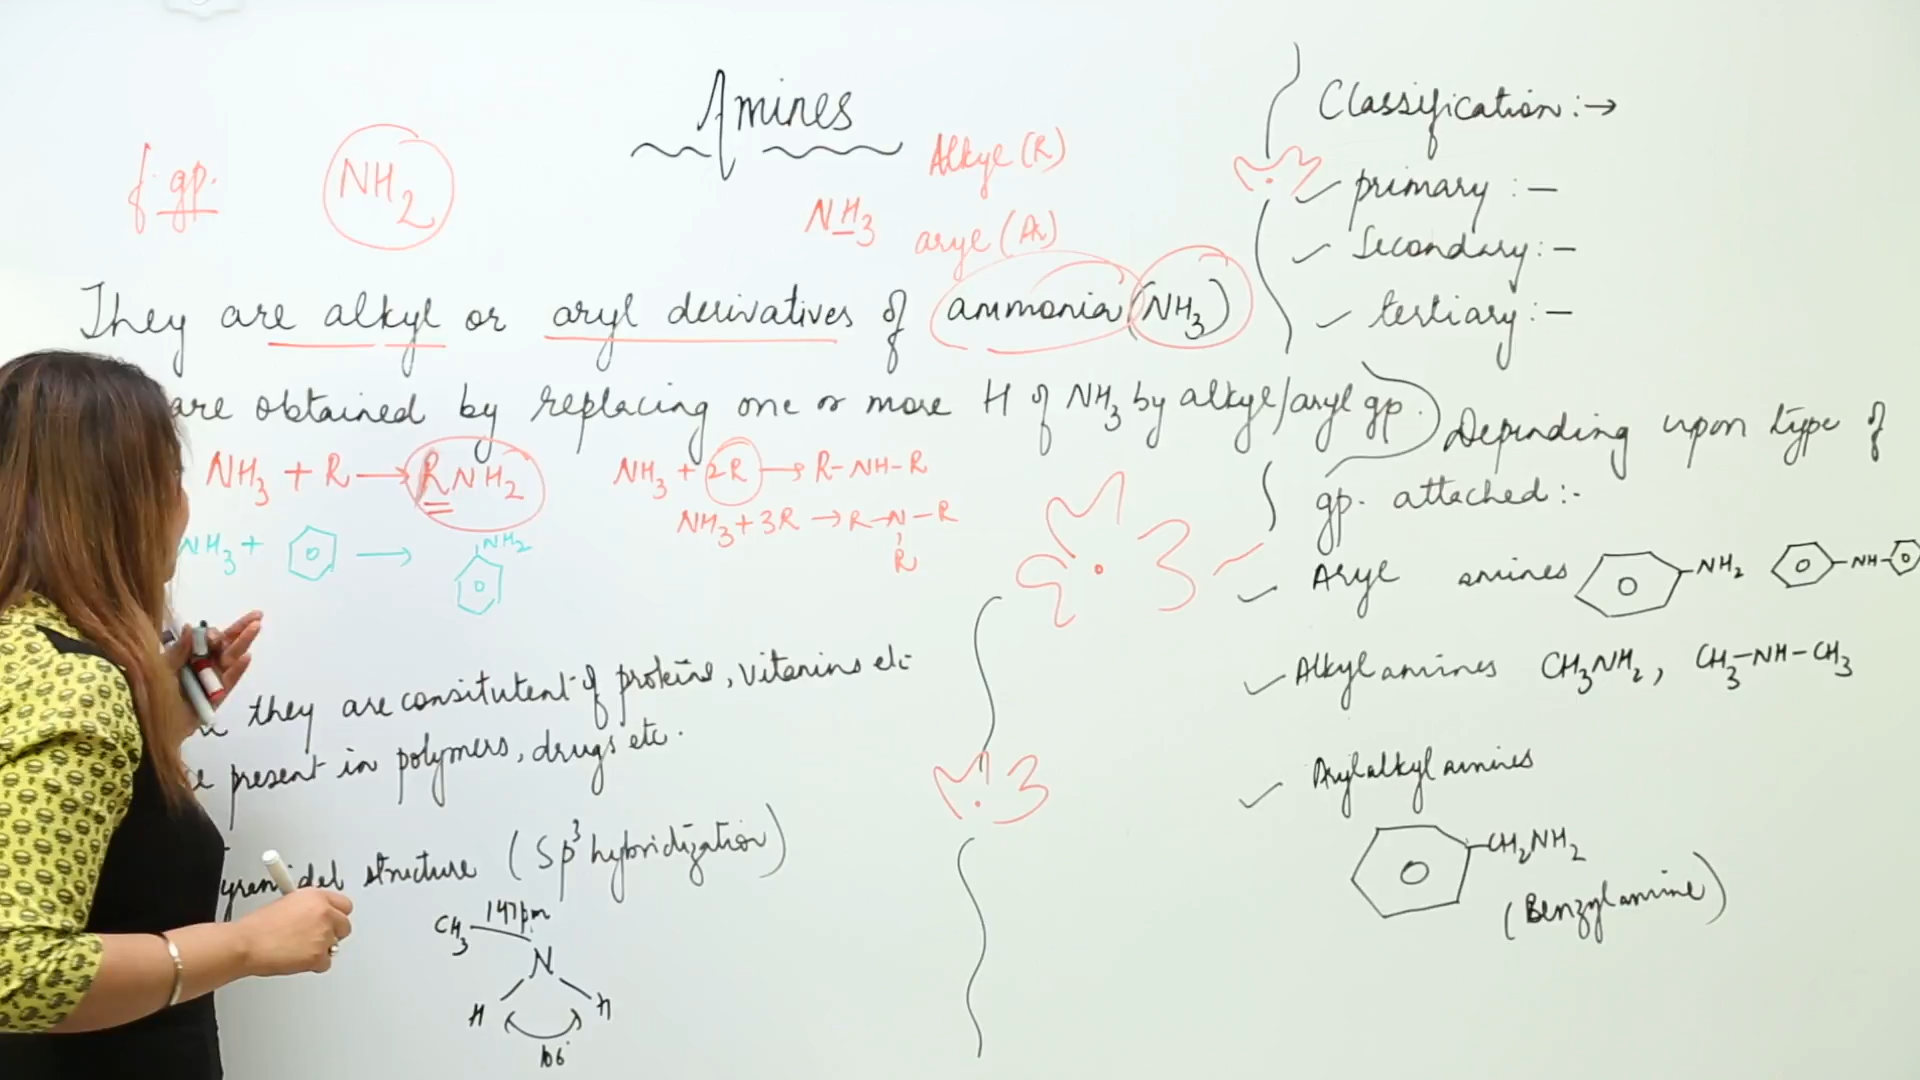 Amines
f. gp.
NH2
Alkyl (R)
NH3
aryl (Ar)
They are alkyl or aryl derivatives of ammonia (NH3)
are obtained by replacing one or more H of NH3 by alkyl/aryl gp.
NH3 + R → RNH2
NH3 + 2R → R-NH-R
NH3 + 3R → R-N-R
R
NH3 + →
NH2
they are consitutent of proteins, vitamins etc
present in polymers, drugs etc.
structure (Sp3 hybridization)
CH3 147pm
N
H H
106°
Classification :→
primary :-
Secondary :-
tertiary :-
Depending upon type of
gp. attached :-
Aryl amines -NH2 -NH-
Alkyl amines CH3NH2, CH3-NH-CH3
Arylalkyl amines
-CH2NH2
(Benzylamine)